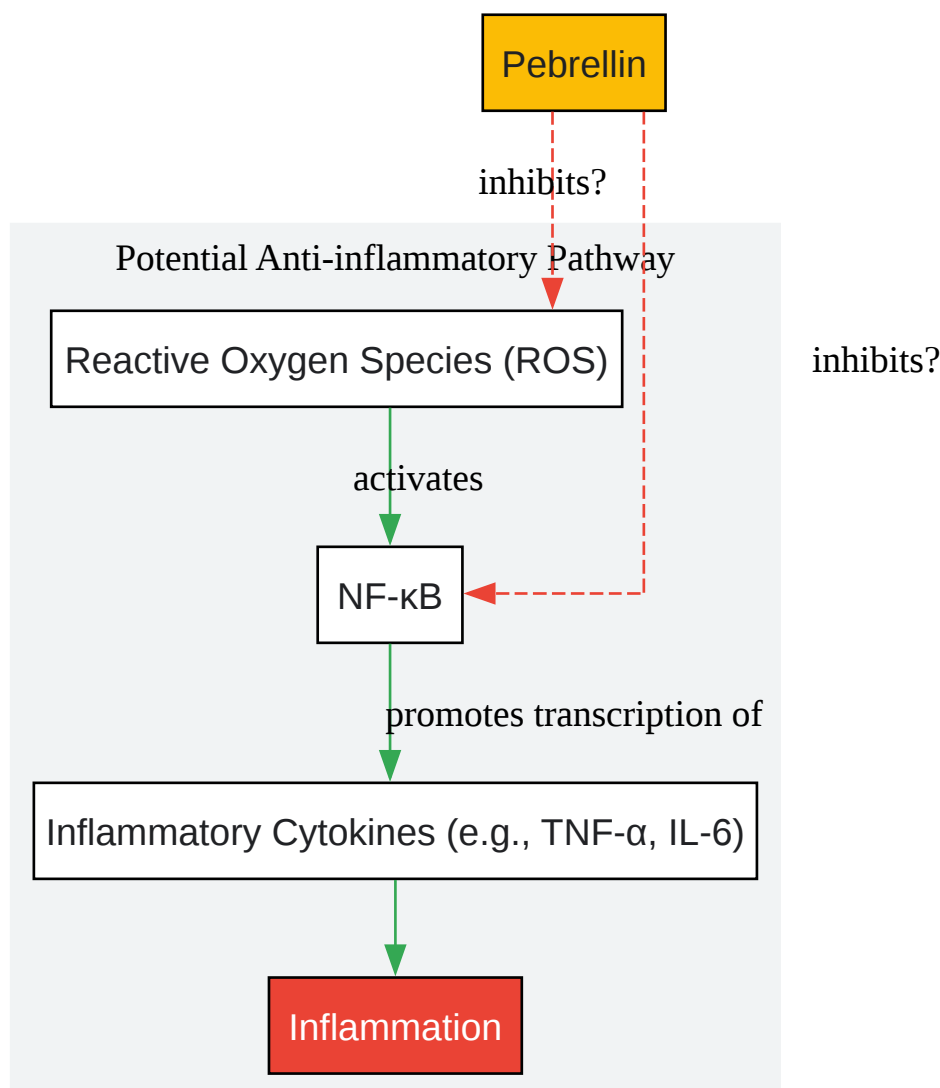 Pebrellin
inhibits?
Potential Anti-inflammatory Pathway
Reactive Oxygen Species (ROS)
inhibits?
activates
NF-κB
promotes transcription of
Inflammatory Cytokines (e.g., TNF-α, IL-6)
Inflammation